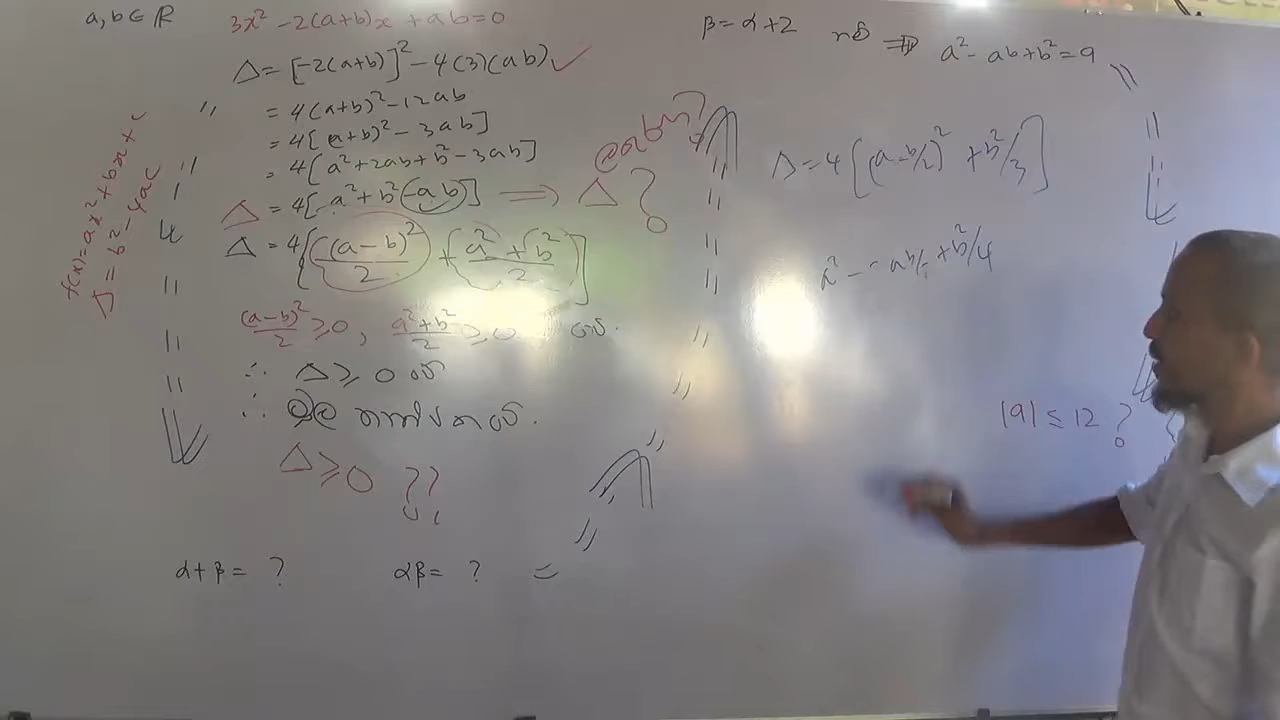 a, b ∈ ℝ
3x² - 2(a+b)x + ab = 0
Δ = [-2(a+b)]² - 4(3)(ab) ✓
= 4(a+b)² - 12ab
= 4[(a+b)² - 3ab]
= 4[a² + 2ab + b² - 3ab]
Δ = 4[a² + b² - ab] ⟹ Δ ?
Δ = 4[(a-b)²/2 + (a² + b²)/2]
(a-b)²/2 ≥ 0, (a² + b²)/2 ≥ 0
∴ Δ ≥ 0
∴
Δ ≥ 0 ??
α + β = ?
αβ = ? =
f(x) = ax² + bx + c
Δ = b² - 4ac
β = α + 2
⟹ a² - ab + b² = 9
Δ = 4[(a - b/2)² + b²/3]
a² - ab/ + b²/4
|9| ≤ 12 ?